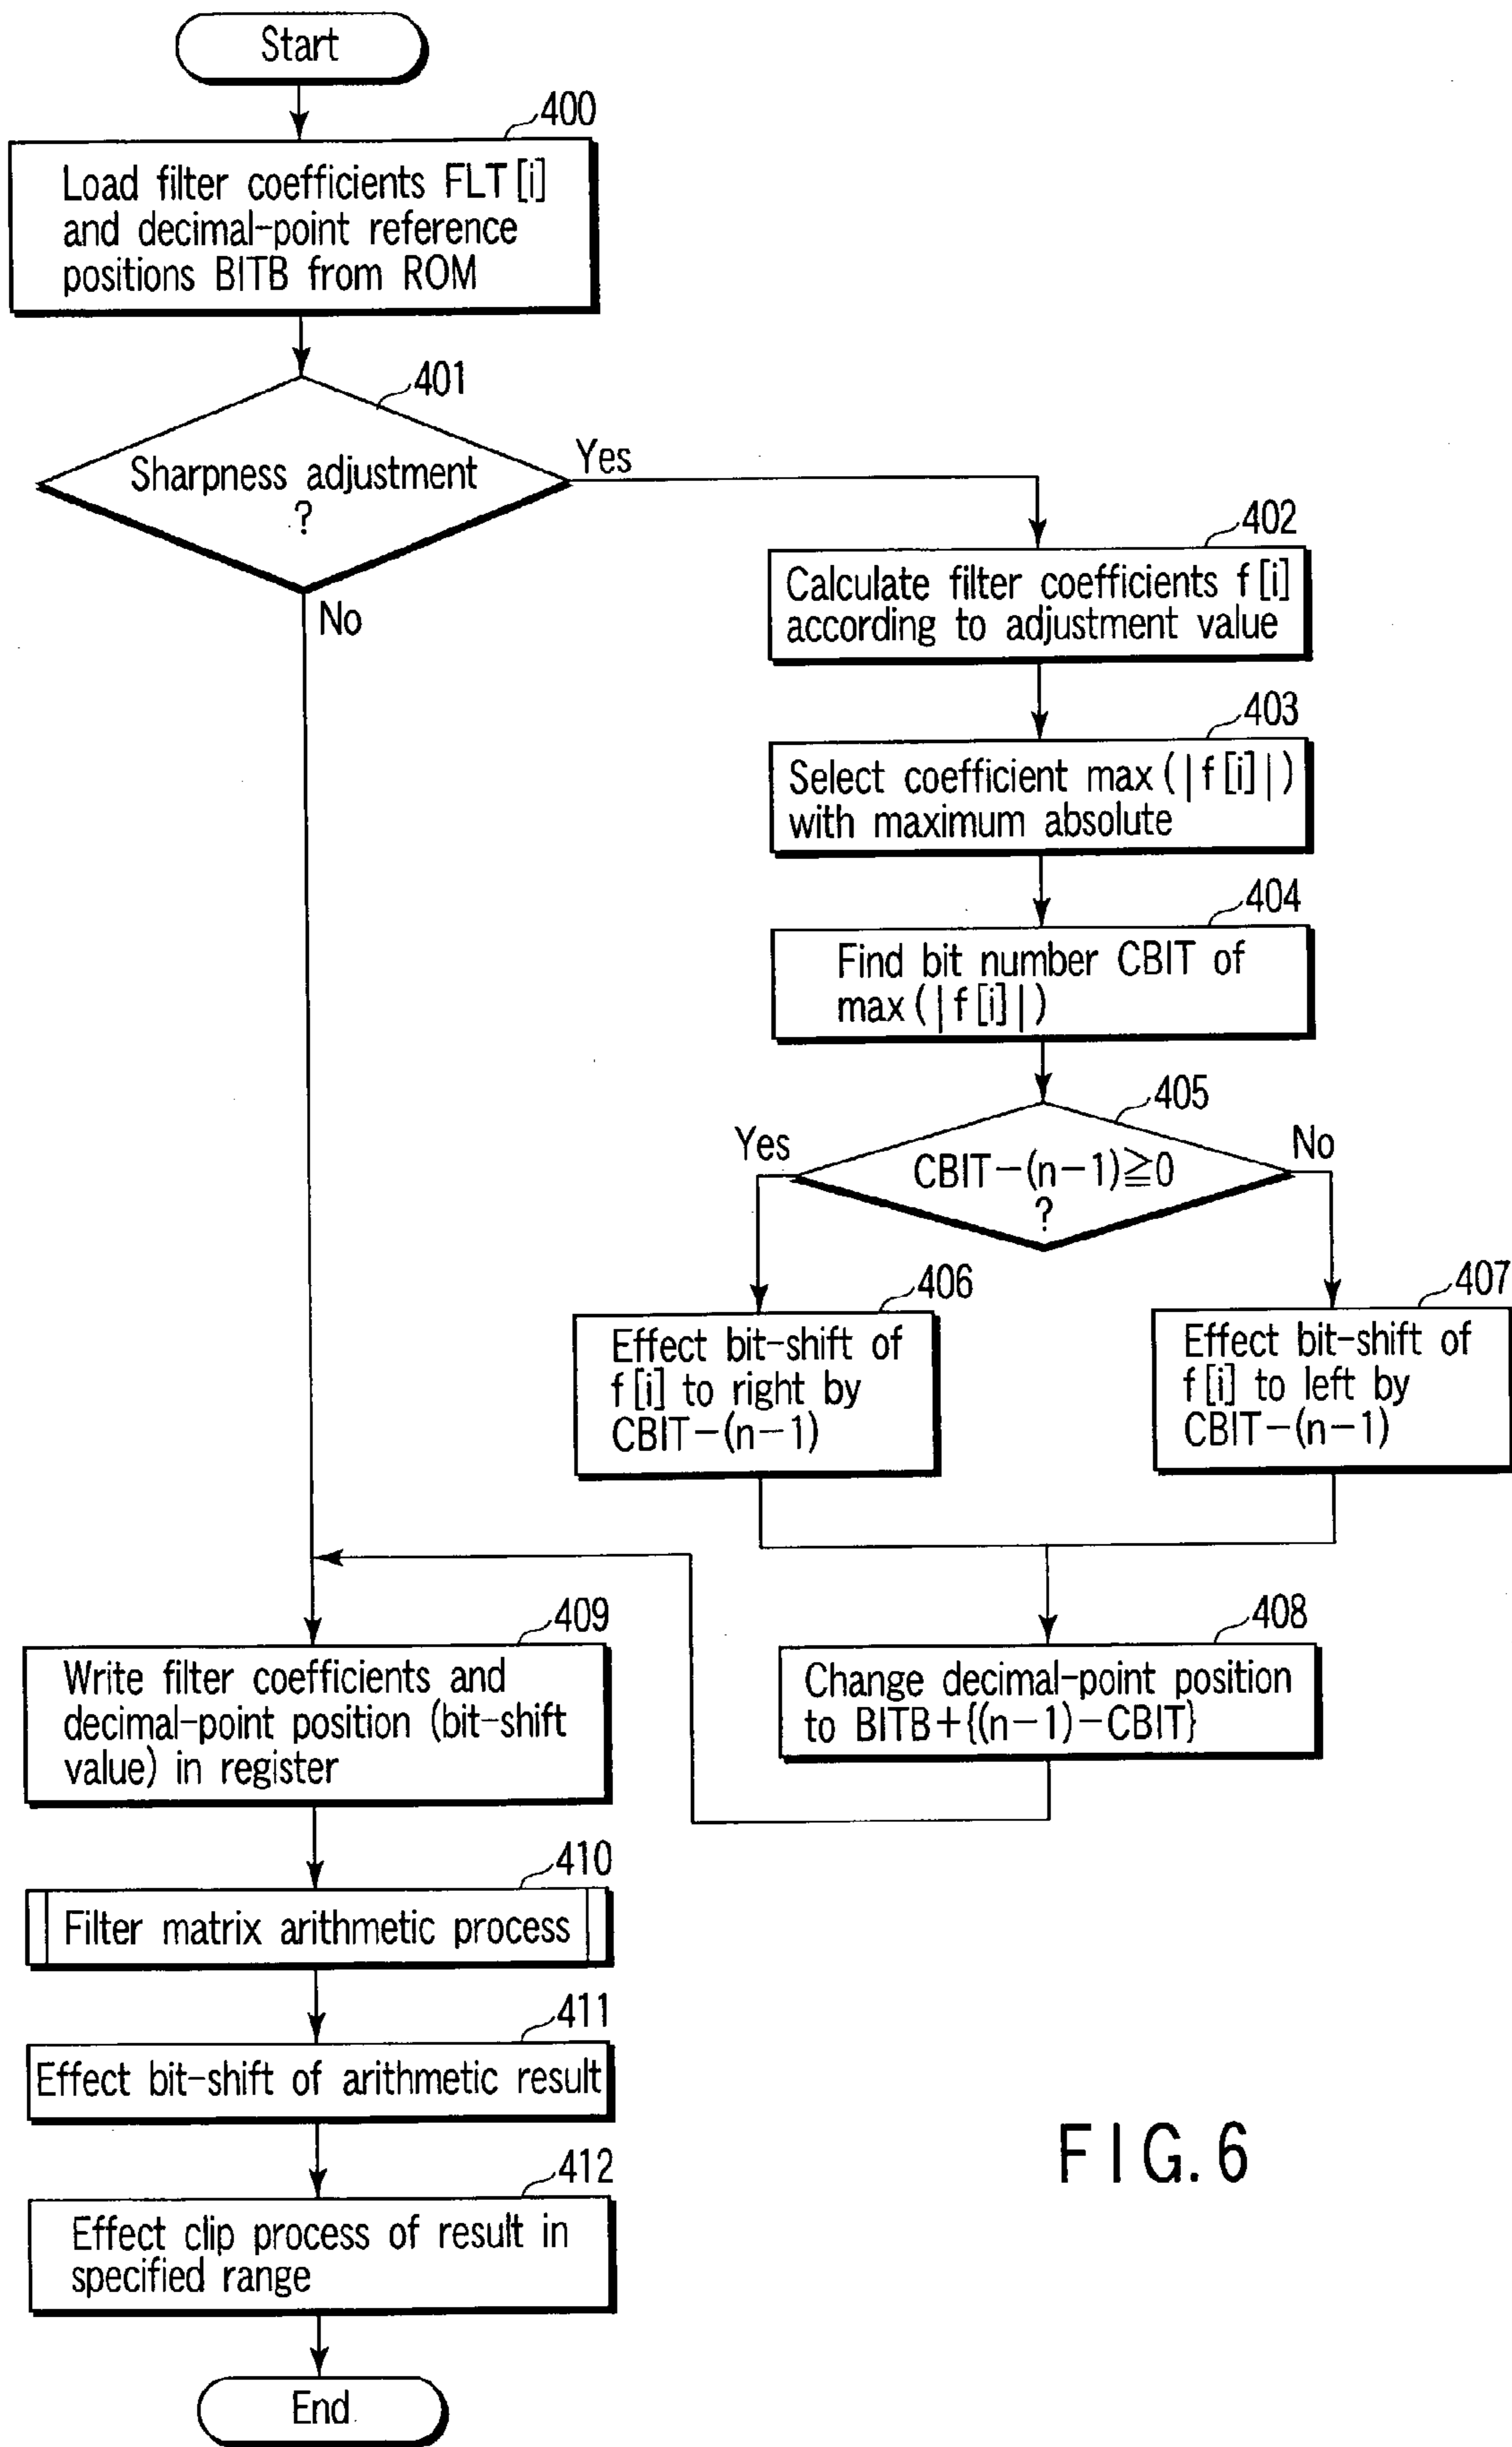 Start
400
Load filter coefficients FLT[i]
and decimal-point reference
positions BITB from ROM
401
Sharpness adjustment
?
Yes
No
402
Calculate filter coefficients f[i]
according to adjustment value
403
Select coefficient max(|f[i]|)
with maximum absolute
404
Find bit number CBIT of
max(|f[i]|)
405
CBIT-(n-1)≧0
?
Yes
No
406
Effect bit-shift of
f[i] to right by
CBIT-(n-1)
407
Effect bit-shift of
f[i] to left by
CBIT-(n-1)
408
Change decimal-point position
to BITB+{(n-1)-CBIT}
409
Write filter coefficients and
decimal-point position (bit-shift
value) in register
410
Filter matrix arithmetic process
411
Effect bit-shift of arithmetic result
412
Effect clip process of result in
specified range
End
FIG. 6